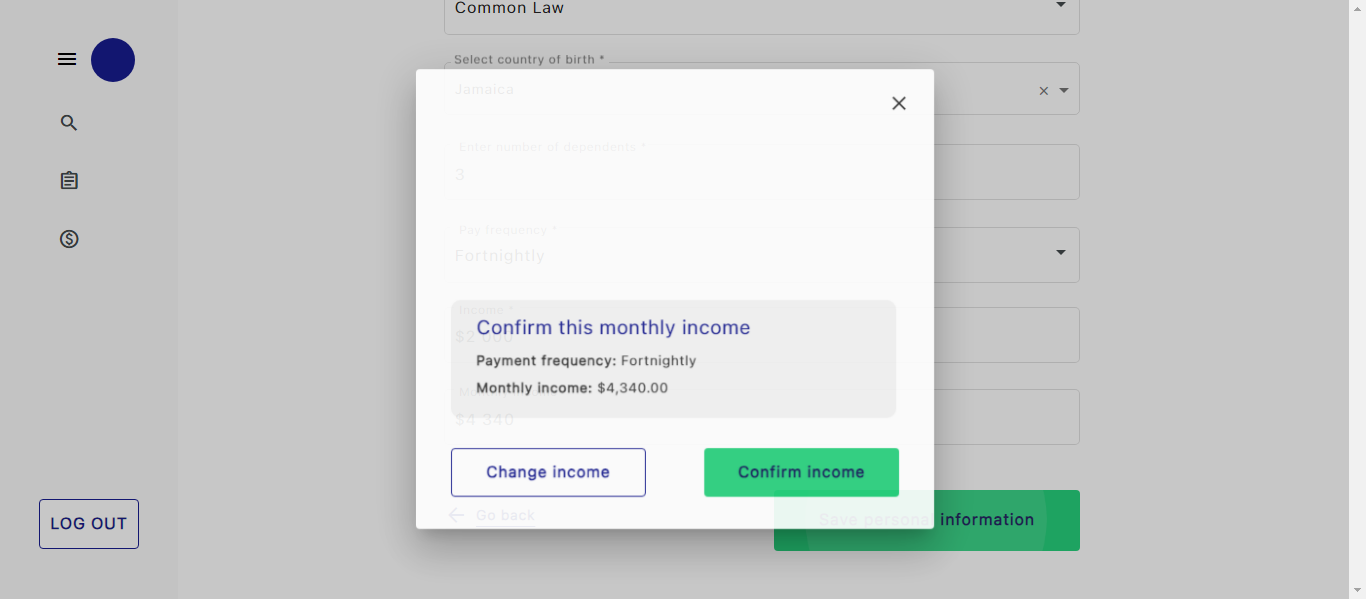 Common Law
Select country of birth *
Jamaica
Enter number of dependents *
3
Pay frequency *
Fortnightly
Income *
Confirm this monthly income
$2 000
Payment frequency: Fortnightly
Monthly income: $4,340.00
$4 340
Change income
Confirm income
Go back
Save personal information
LOG OUT